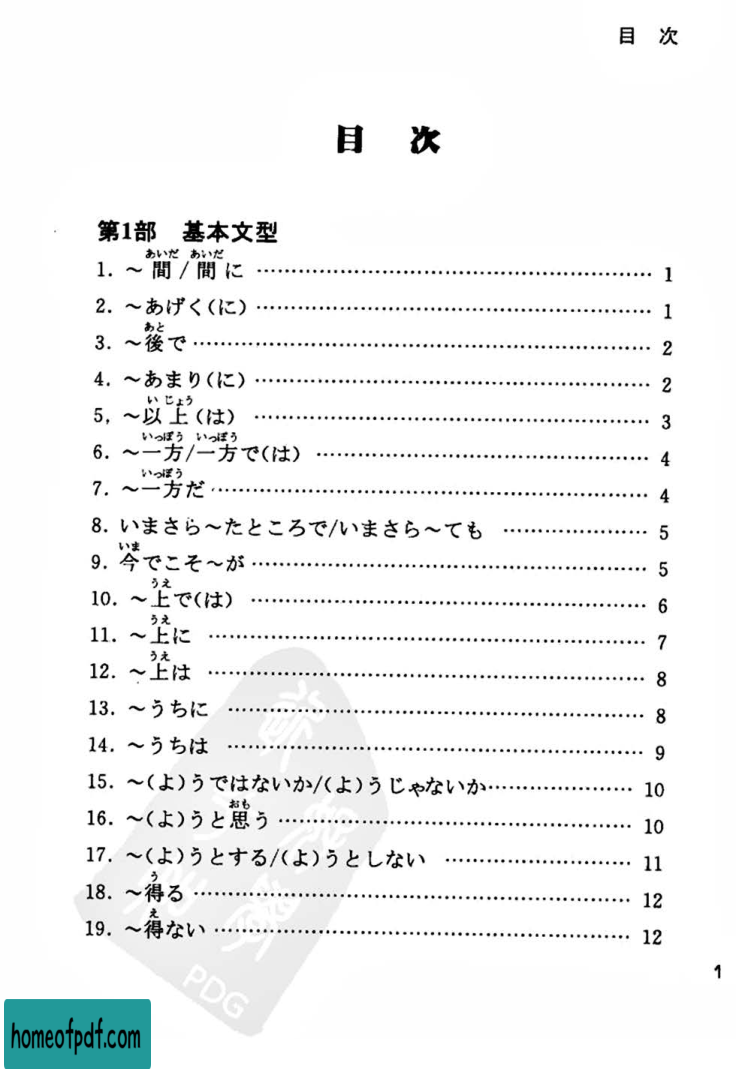 目 次
目 次
第1部 基本文型
あいだ あいだ
1. ～間/間に …… 1
2. ～あげく(に) …… 1
あと
3. ～後で …… 2
4. ～あまり(に) …… 2
い じょう
5, ～以上(は) …… 3
いっぽう いっぽう
6. ～一方/一方で(は) …… 4
いっぽう
7. ～一方だ …… 4
8. いまさら～たところで/いまさら～ても …… 5
いま
9. 今でこそ～が …… 5
うえ
10. ～上で(は) …… 6
うえ
11. ～上に …… 7
うえ
12. ～上は …… 8
13. ～うちに …… 8
14. ～うちは …… 9
15. ～(よ)うではないか/(よ)うじゃないか …… 10
おも
16. ～(よ)うと思う …… 10
17. ～(よ)うとする/(よ)うとしない …… 11
う
18. ～得る …… 12
え
19. ～得ない …… 12
1
PDG
homeofpdf.com